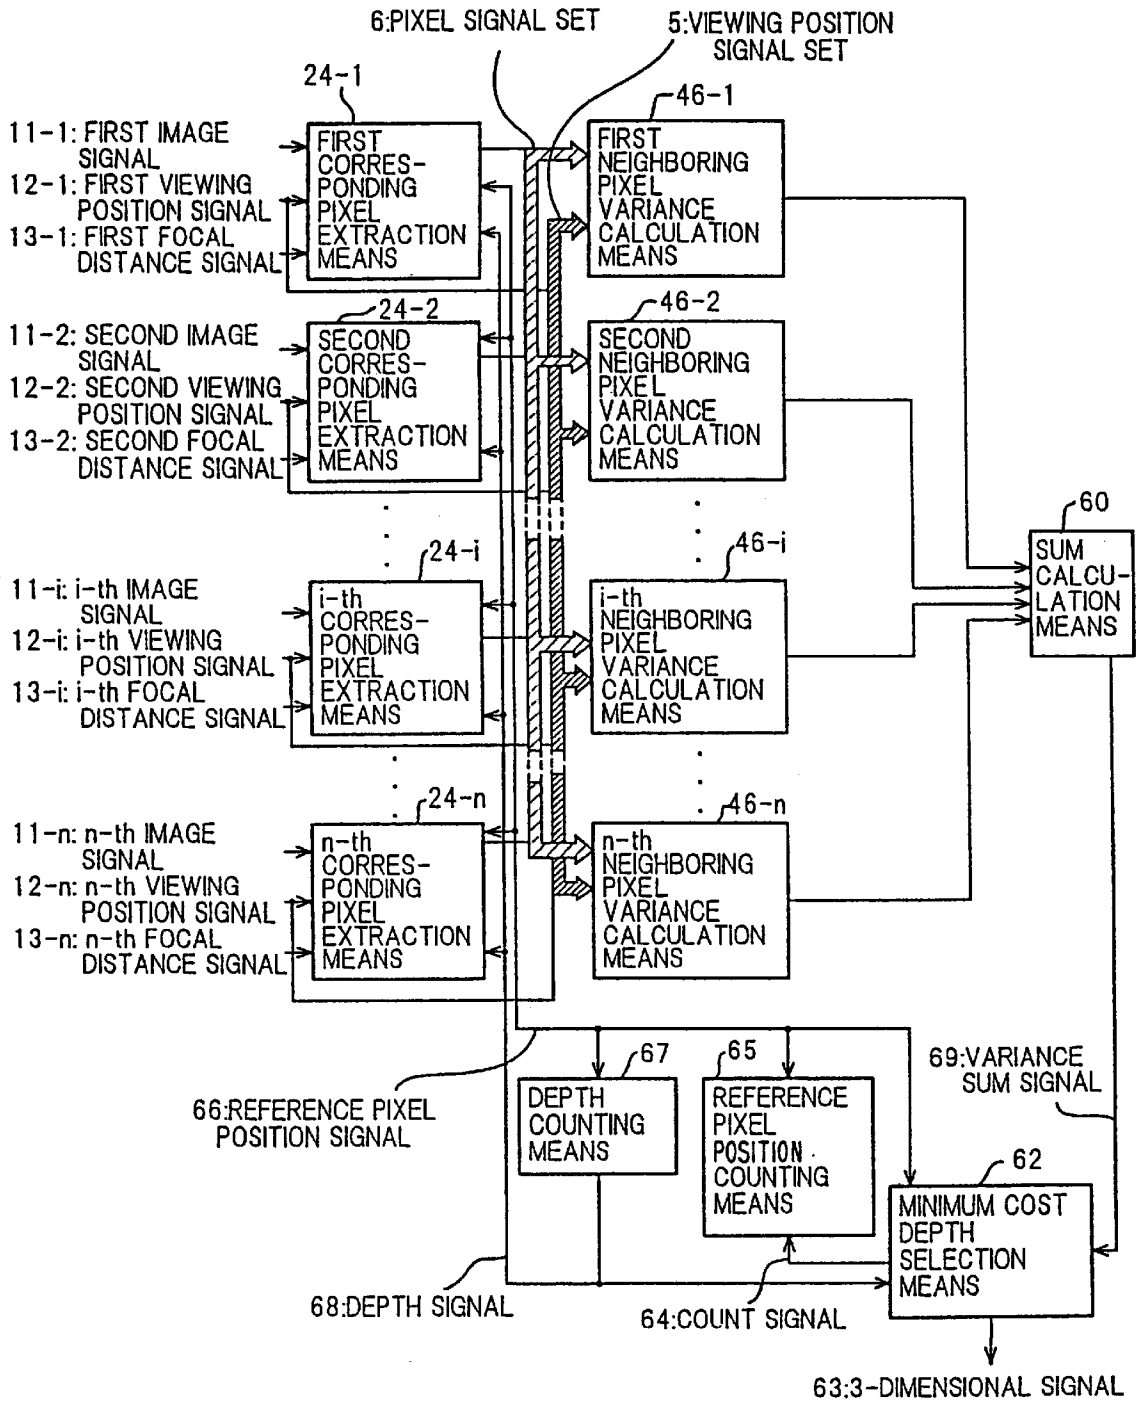 6:PIXEL SIGNAL SET
5:VIEWING POSITION
SIGNAL SET
24-1
46-1
11-1: FIRST IMAGE
SIGNAL
12-1: FIRST VIEWING
POSITION SIGNAL
13-1: FIRST FOCAL
DISTANCE SIGNAL
FIRST
CORRES-
PONDING
PIXEL
EXTRACTION
MEANS
FIRST
NEIGHBORING
PIXEL
VARIANCE
CALCULATION
MEANS
24-2
46-2
11-2: SECOND IMAGE
SIGNAL
12-2: SECOND VIEWING
POSITION SIGNAL
13-2: SECOND FOCAL
DISTANCE SIGNAL
SECOND
CORRES-
PONDING
PIXEL
EXTRACTION
MEANS
SECOND
NEIGHBORING
PIXEL
VARIANCE
CALCULATION
MEANS
60
SUM
CALCU-
LATION
MEANS
24-i
46-i
11-i: i-th IMAGE
SIGNAL
12-i: i-th VIEWING
POSITION SIGNAL
13-i: i-th FOCAL
DISTANCE SIGNAL
i-th
CORRES-
PONDING
PIXEL
EXTRACTION
MEANS
i-th
NEIGHBORING
PIXEL
VARIANCE
CALCULATION
MEANS
24-n
46-n
11-n: n-th IMAGE
SIGNAL
12-n: n-th VIEWING
POSITION SIGNAL
13-n: n-th FOCAL
DISTANCE SIGNAL
n-th
CORRES-
PONDING
PIXEL
EXTRACTION
MEANS
n-th
NEIGHBORING
PIXEL
VARIANCE
CALCULATION
MEANS
66:REFERENCE PIXEL
POSITION SIGNAL
67
DEPTH
COUNTING
MEANS
65
REFERENCE
PIXEL
POSITION
COUNTING
MEANS
69:VARIANCE
SUM SIGNAL
62
MINIMUM COST
DEPTH
SELECTION
MEANS
68:DEPTH SIGNAL
64:COUNT SIGNAL
63:3-DIMENSIONAL SIGNAL